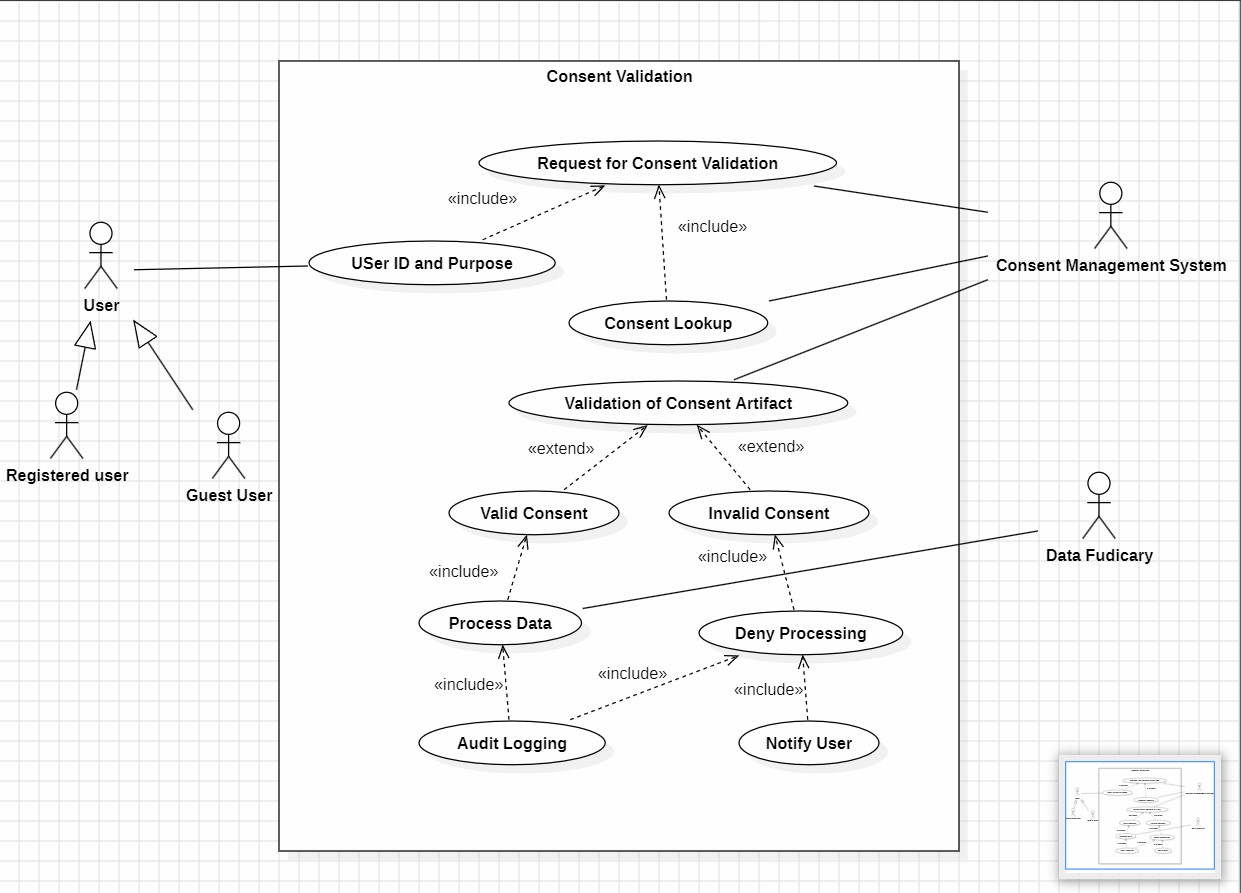 Consent Validation
Request for Consent Validation
«include»
«include»
USer ID and Purpose
User
Consent Management System
Consent Lookup
Validation of Consent Artifact
«extend»
«extend»
Registered user
Guest User
Valid Consent
Invalid Consent
Data Fudicary
«include»
«include»
Process Data
Deny Processing
«include»
«include»
«include»
Audit Logging
Notify User